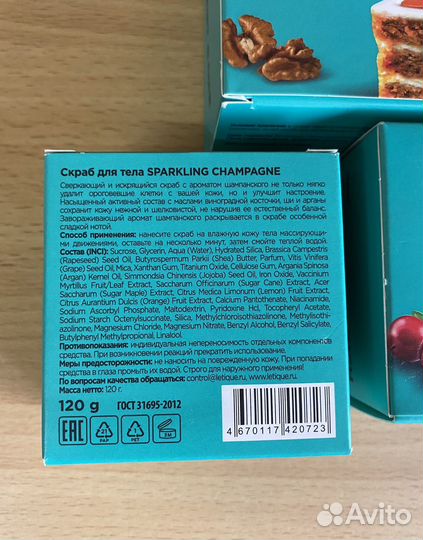 Скраб для тела SPARKLING CHAMPAGNE
Сверкающий и искрящийся скраб с ароматом шампанского не только мягко
удалит ороговевшие клетки с вашей кожи, но и улучшит настроение.
Насыщенный активный состав с маслами виноградной косточки, ши и арганы
сохранит кожу нежной и шелковистой, не нарушив ее естественный баланс.
Завораживающий аромат шампанского раскрывается в скрабе особенной
сладкой нотой.
Способ применения: нанесите скраб на влажную кожу тела массирующи-
ми движениями, оставьте на несколько минут, затем смойте теплой водой.
Состав (INCI): Sucrose, Glycerin, Aqua (Water), Hydrated Silica, Brassica Campestris
(Rapeseed) Seed Oil, Butyrospermum Parkii (Shea) Butter, Parfum, Vitis Vinifera
(Grape) Seed Oil, Mica, Xanthan Gum, Titanium Oxide, Cellulose Gum, Argania Spinosa
(Argan) Kernel Oil, Simmondsia Chinensis (Jojoba) Seed Oil, Iron Oxide, Vaccinium
Myrtillus Fruit/Leaf Extract, Saccharum Officinarum (Sugar Cane) Extract, Acer
Saccharum (Sugar Maple) Extract, Citrus Medica Limonum (Lemon) Fruit Extract,
Citrus Aurantium Dulcis (Orange) Fruit Extract, Calcium Pantothenate, Niacinamide,
Sodium Ascorbyl Phosphate, Maltodextrin, Pyridoxine Hcl, Tocopheryl Acetate,
Sodium Starch Octenylsuccinate, Silica, Methylchloroisothiazolinone, Methylisothi-
azolinone, Magnesium Chloride, Magnesium Nitrate, Benzyl Alcohol, Benzyl Salicylate,
Butylphenyl Methylpropional, Linalool.
Противопоказания: индивидуальная непереносимость отдельных компонентов
средства. При возникновении реакций прекратить использование.
Меры предосторожности: не наносить на поврежденную кожу. При попадании
средства в глаза промыть их водой. Строго для наружного применения!
По вопросам качества обращаться: control@letique.ru, www.letique.ru
Масса нетто: 120 г.
120 g ГОСТ 31695-2012
EAC 21 PAP 1 PET 3M
4 670117 420723
Avito